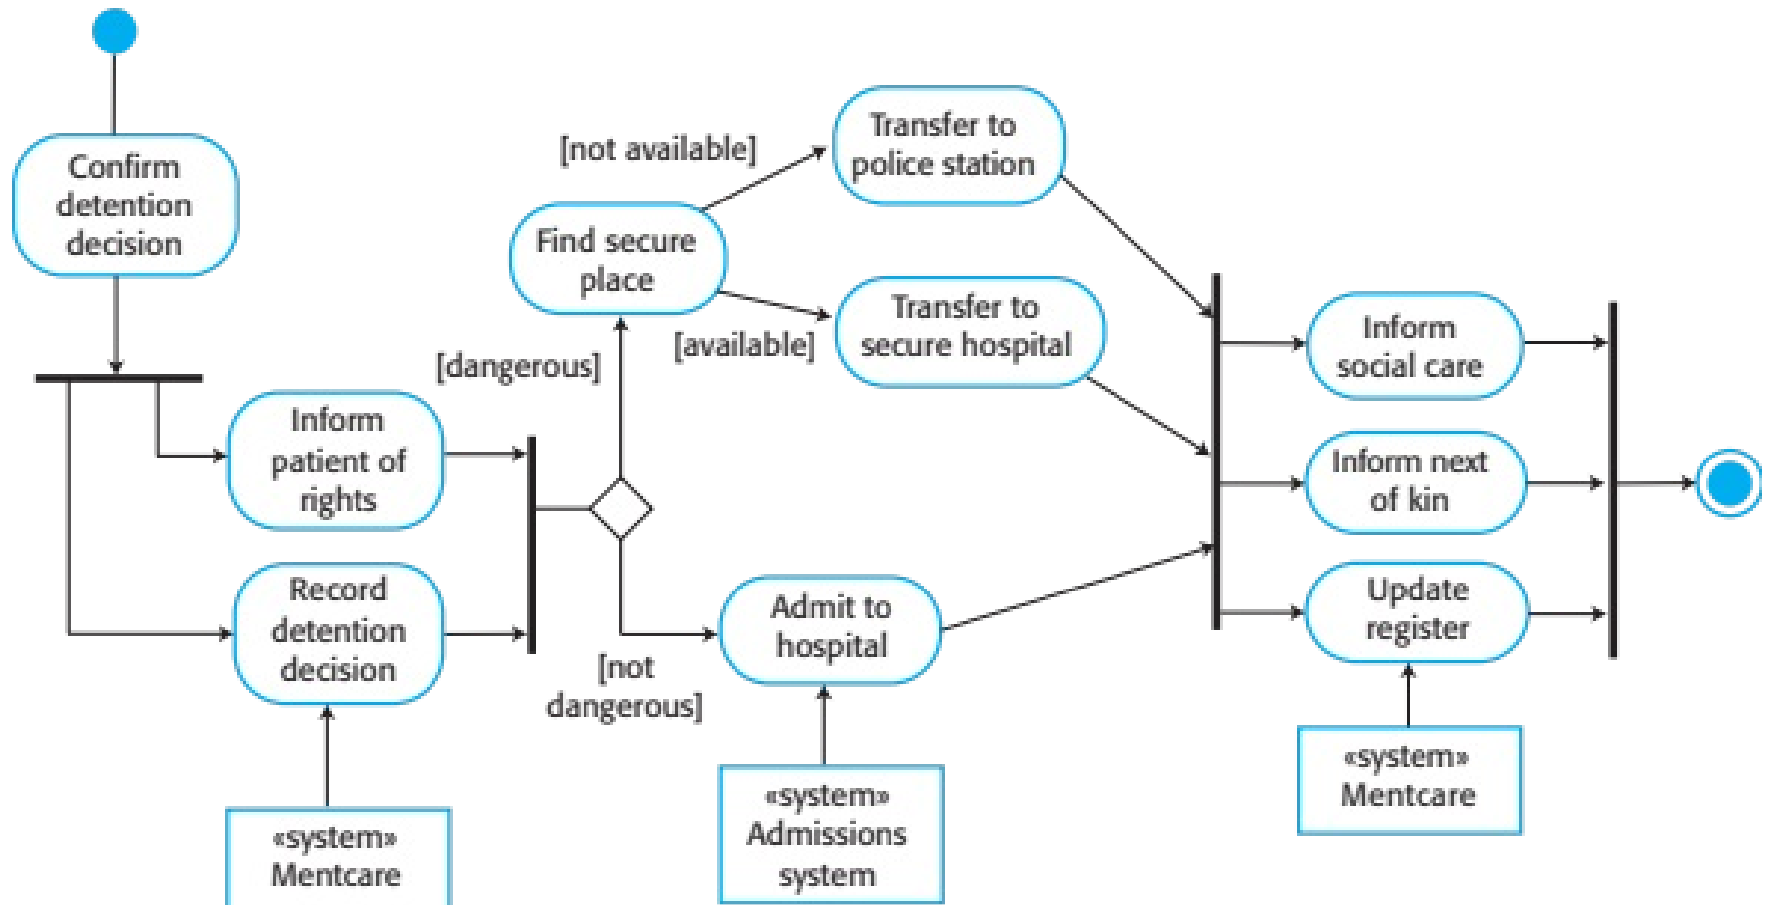 Confirm
detention
decision
Inform
patient of
rights
Record
detention
decision
«system»
Mentcare
[dangerous]
[not
dangerous]
Find secure
place
[not available]
[available]
Transfer to
police station
Transfer to
secure hospital
Admit to
hospital
«system»
Admissions
system
Inform
social care
Inform next
of kin
Update
register
«system»
Mentcare